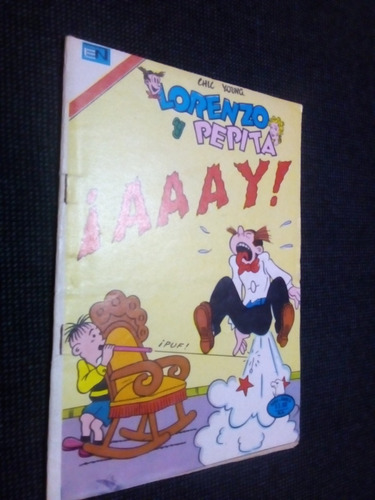 EN
CHIC YOUNG
LORENZO
y PEPITA
¡AAAY!
¡PUF!